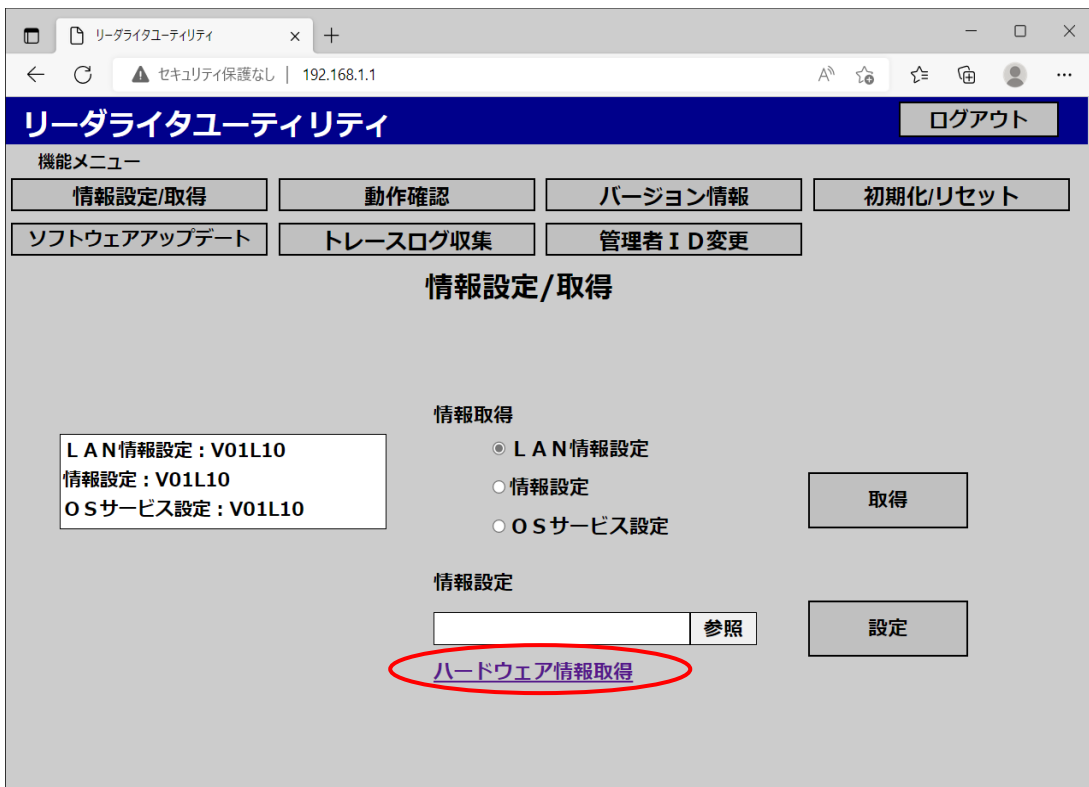 リーダライタユーティリティ
セキュリティ保護なし | 192.168.1.1
リーダライタユーティリティ
ログアウト
機能メニュー
情報設定/取得
動作確認
バージョン情報
初期化/リセット
ソフトウェアアップデート
トレースログ収集
管理者ＩＤ変更
情報設定/取得
ＬＡＮ情報設定：V01L10
情報設定：V01L10
ＯＳサービス設定：V01L10
情報取得
ＬＡＮ情報設定
情報設定
ＯＳサービス設定
取得
情報設定
参照
設定
ハードウェア情報取得